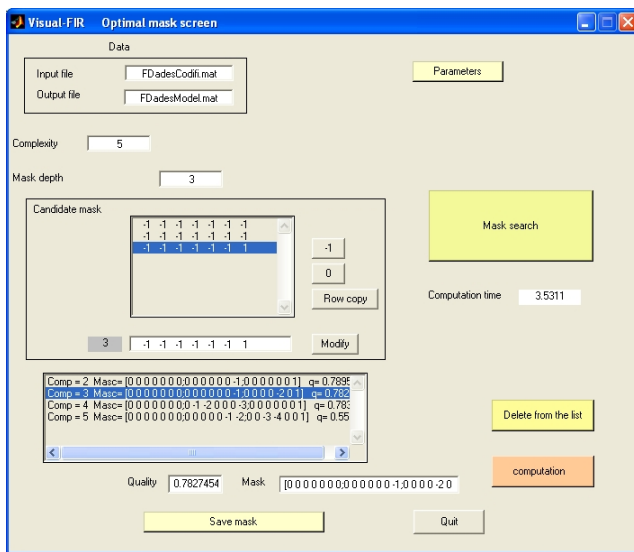 Visual-FIR Optimal mask screen
Data
Input file FDadesCodifi.mat
Parameters
Output file FDadesModel.mat
Complexity 5
Mask depth 3
Candidate mask
-1 -1 -1 -1 -1 -1 -1
-1 -1 -1 -1 -1 -1 -1
-1 -1 -1 -1 -1 -1 1
-1
0
Row copy
3 -1 -1 -1 -1 -1 -1 1 Modify
Mask search
Computation time 3.5311
Comp = 2 Masc= [0 0 0 0 0 0 0;0 0 0 0 0 0 -1;0 0 0 0 0 0 1] q= 0.7895
Comp = 3 Masc= [0 0 0 0 0 0 0;0 0 0 0 0 0 -1;0 0 0 0 -2 0 1] q= 0.782
Comp = 4 Masc= [0 0 0 0 0 0 0;0 -1 -2 0 0 0 -3;0 0 0 0 0 0 1] q= 0.783
Comp = 5 Masc= [0 0 0 0 0 0 0;0 0 0 0 0 -1 -2;0 0 -3 -4 0 0 1] q= 0.55
Delete from the list
computation
Quality 0.7827454 Mask [0 0 0 0 0 0 0;0 0 0 0 0 0 -1;0 0 0 0 -2 0
Save mask
Quit